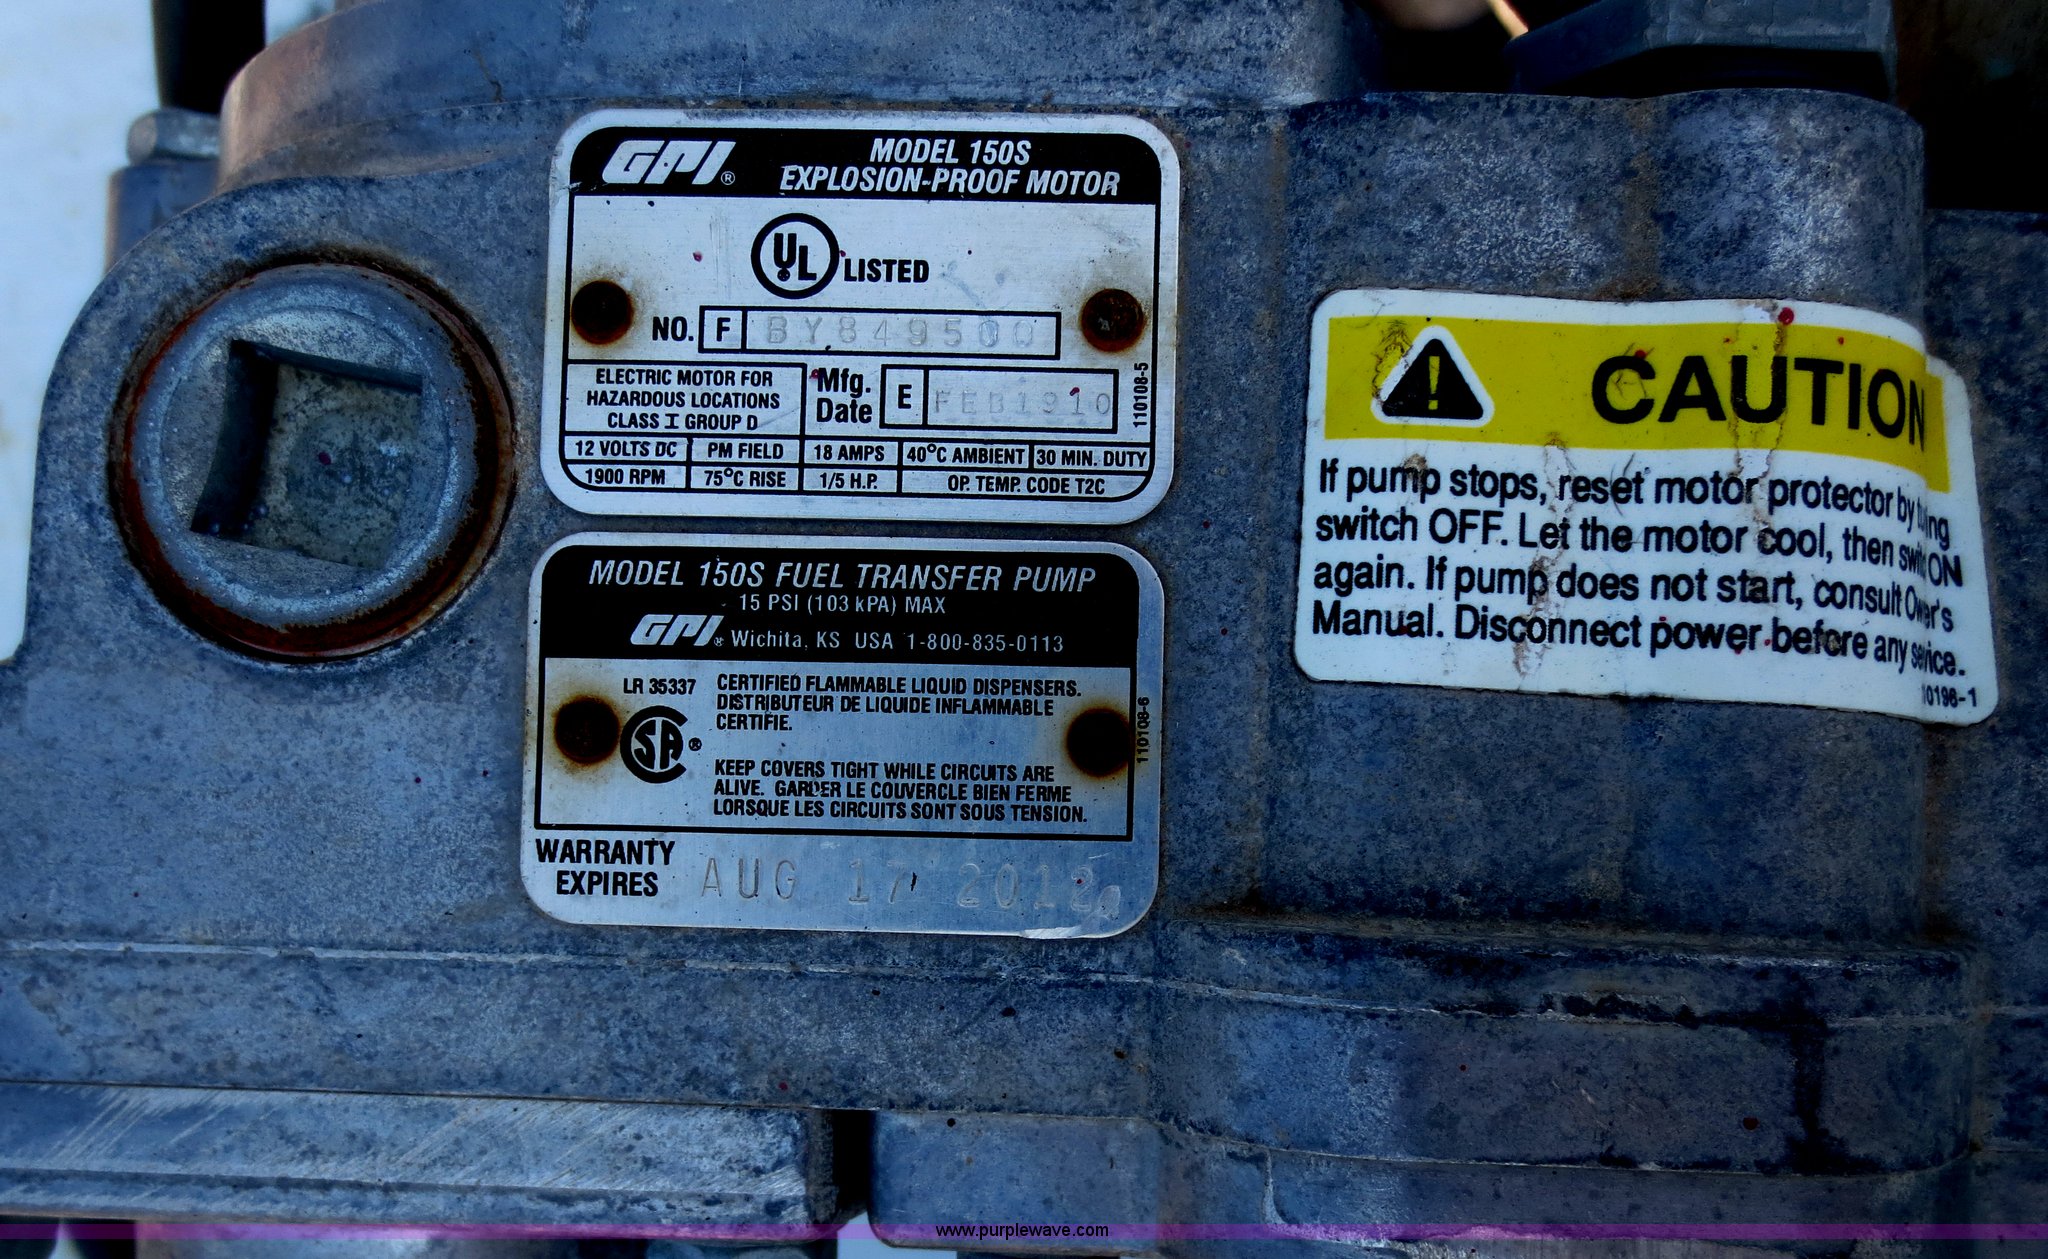 GPI®
MODEL 150S
EXPLOSION-PROOF MOTOR
UL LISTED
NO. F BY849500
ELECTRIC MOTOR FOR
HAZARDOUS LOCATIONS
CLASS I GROUP D
Mfg.
Date E FEB1910
110108-5
12 VOLTS DC PM FIELD 18 AMPS 40°C AMBIENT 30 MIN. DUTY
1900 RPM 75°C RISE 1/5 H.P. OP. TEMP. CODE T2C
MODEL 150S FUEL TRANSFER PUMP
15 PSI (103 kPA) MAX
GPI® Wichita, KS USA 1-800-835-0113
LR 35337
CSA®
CERTIFIED FLAMMABLE LIQUID DISPENSERS.
DISTRIBUTEUR DE LIQUIDE INFLAMMABLE
CERTIFIE.
KEEP COVERS TIGHT WHILE CIRCUITS ARE
ALIVE. GARDER LE COUVERCLE BIEN FERME
LORSQUE LES CIRCUITS SONT SOUS TENSION.
110108-6
WARRANTY
EXPIRES AUG 17 2012
CAUTION
If pump stops, reset motor protector by
switch OFF. Let the motor cool, then ON
again. If pump does not start, consult
Manual. Disconnect power before any
www.purplewave.com